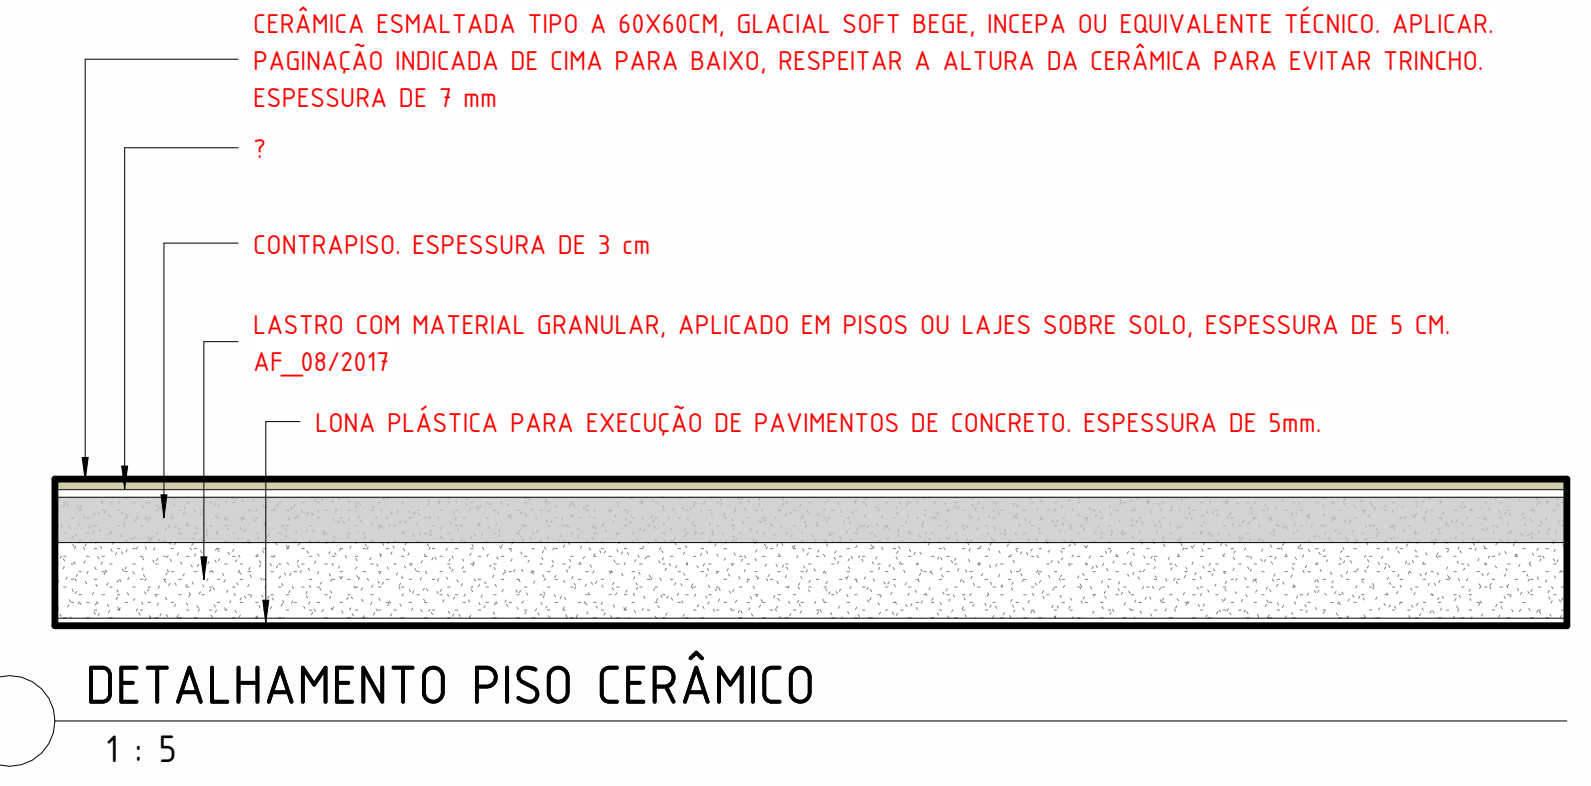 CERÂMICA ESMALTADA TIPO A 60X60CM, GLACIAL SOFT BEGE, INCEPA OU EQUIVALENTE TÉCNICO. APLICAR.
PAGINAÇÃO INDICADA DE CIMA PARA BAIXO, RESPEITAR A ALTURA DA CERÂMICA PARA EVITAR TRINCHO.
ESPESSURA DE 7 mm
?
CONTRAPISO. ESPESSURA DE 3 cm
LASTRO COM MATERIAL GRANULAR, APLICADO EM PISOS OU LAJES SOBRE SOLO, ESPESSURA DE 5 CM.
AF_08/2017
LONA PLÁSTICA PARA EXECUÇÃO DE PAVIMENTOS DE CONCRETO. ESPESSURA DE 5mm.
DETALHAMENTO PISO CERÂMICO
1 : 5